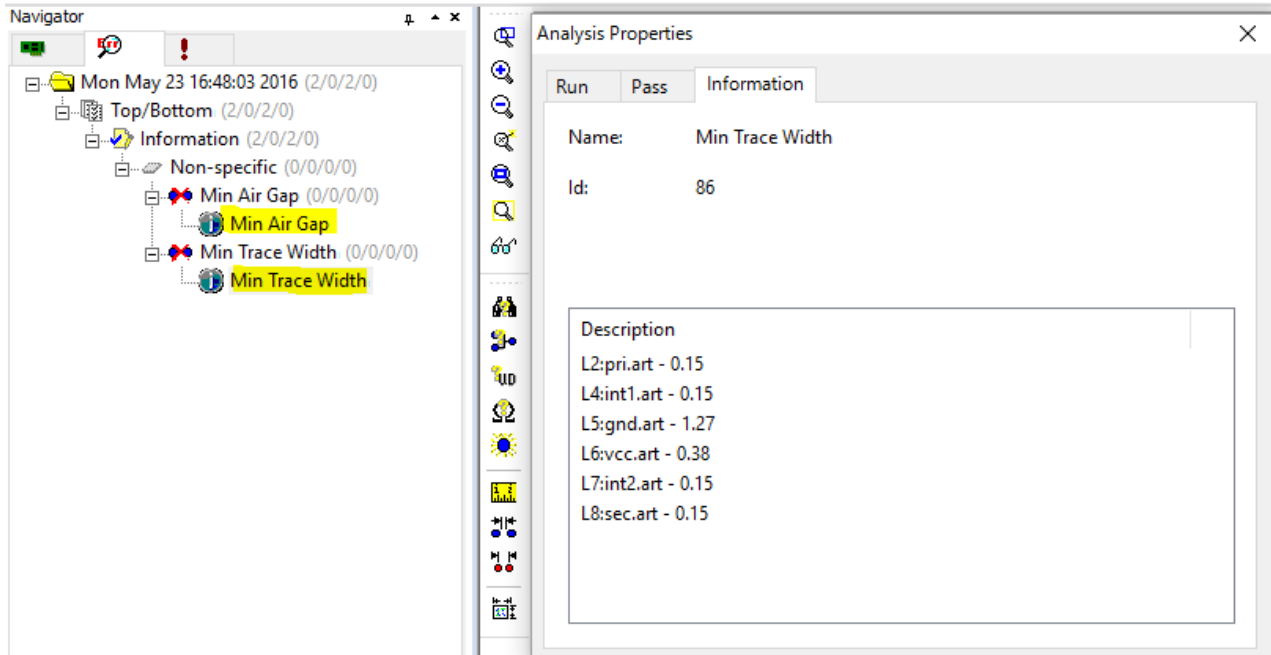 Navigator
Err
Mon May 23 16:48:03 2016 (2/0/2/0)
Top/Bottom (2/0/2/0)
Information (2/0/2/0)
Non-specific (0/0/0/0)
Min Air Gap (0/0/0/0)
Min Air Gap
Min Trace Width (0/0/0/0)
Min Trace Width
UD
Analysis Properties
Run Pass Information
Name: Min Trace Width
Id: 86
Description
L2:pri.art - 0.15
L4:int1.art - 0.15
L5:gnd.art - 1.27
L6:vcc.art - 0.38
L7:int2.art - 0.15
L8:sec.art - 0.15